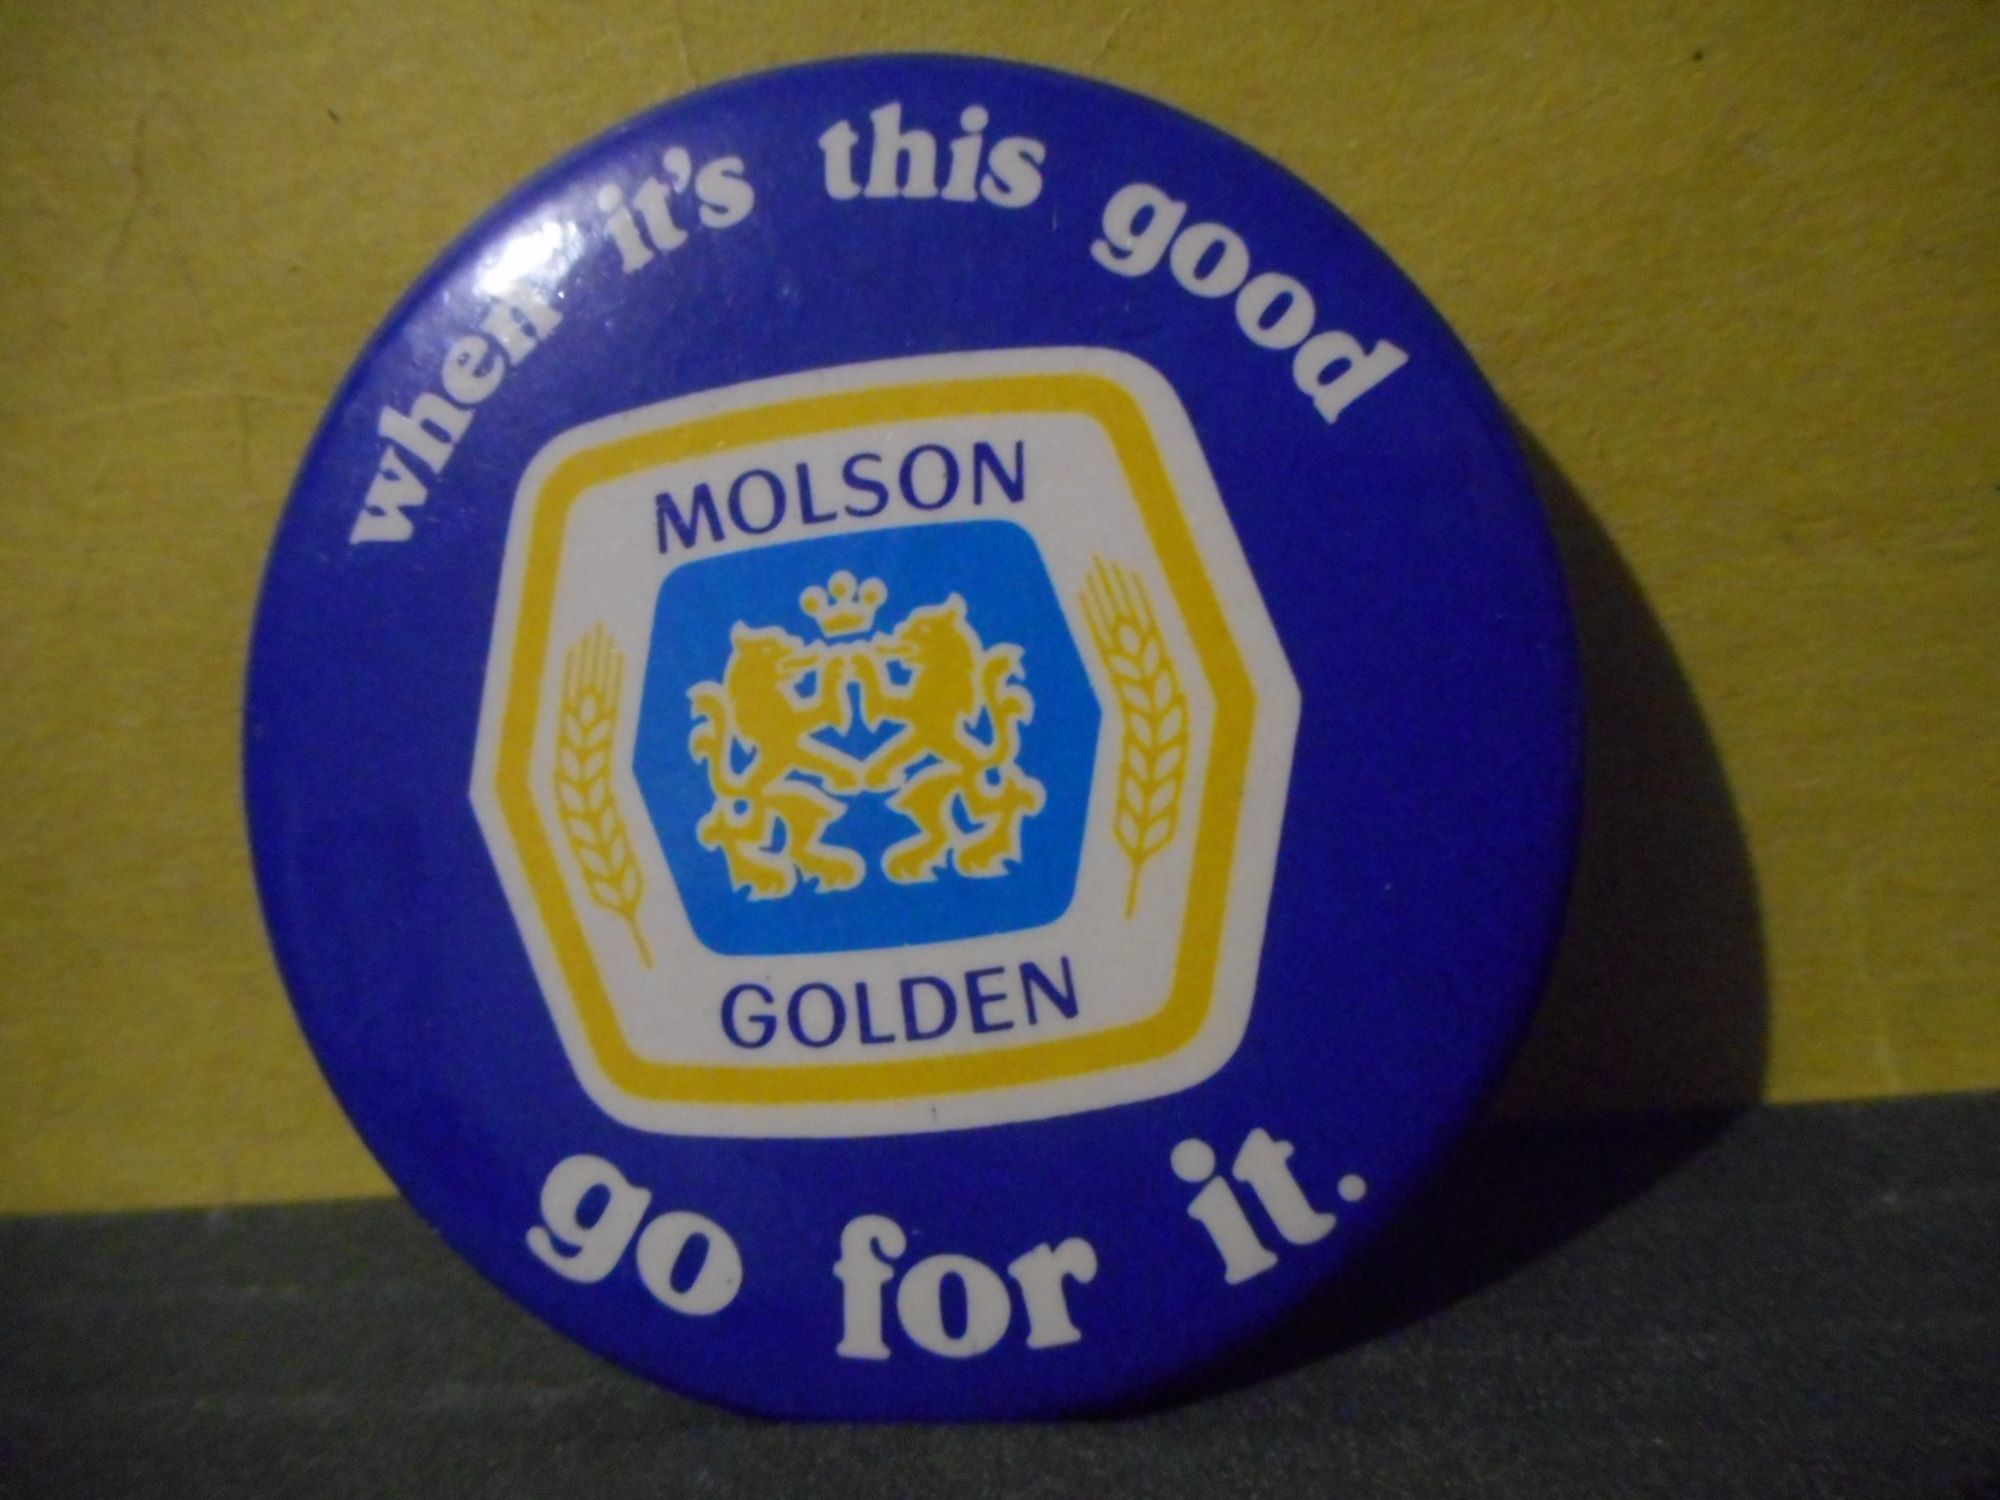 when it's this good
MOLSON
GOLDEN
go for it.